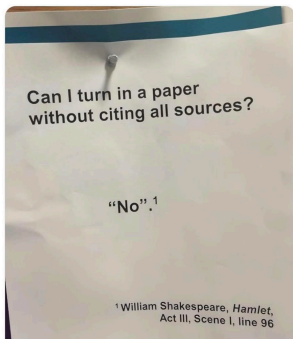 Can I turn in a paper
without citing all sources?
“No”.¹
¹ William Shakespeare, Hamlet,
Act III, Scene I, line 96